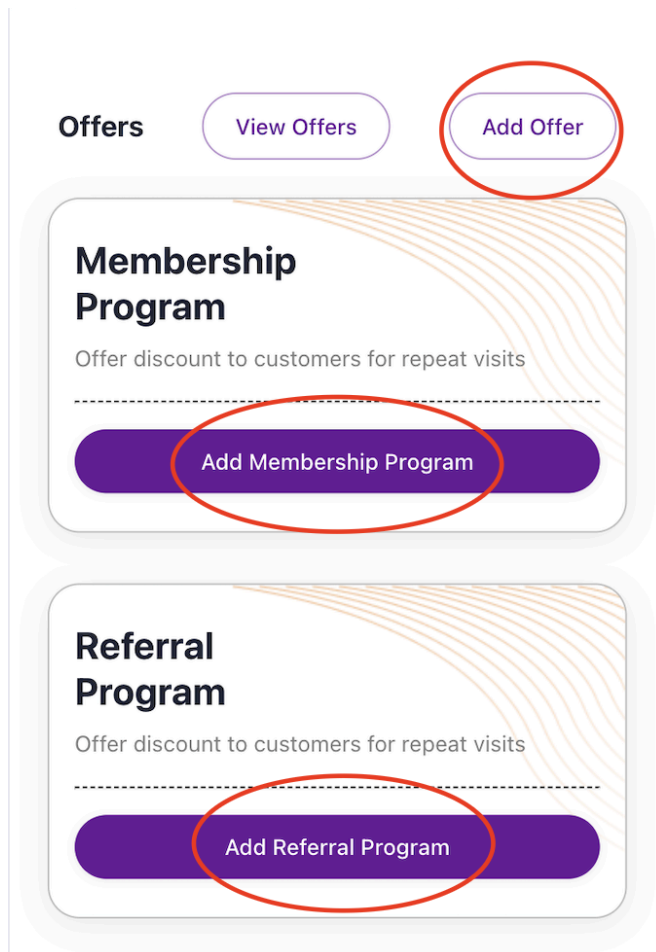 Offers
View Offers
Add Offer
Membership
Program
Offer discount to customers for repeat visits
Add Membership Program
Referral
Program
Offer discount to customers for repeat visits
Add Referral Program